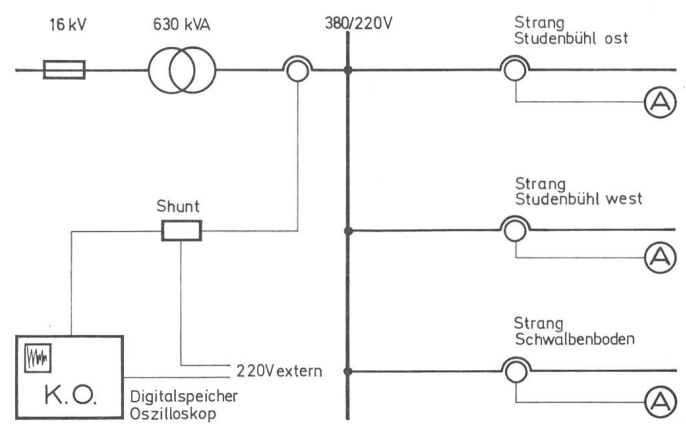 16 kV
630 kVA
380/220V
Strang
Studenbühl ost
A
Strang
Studenbühl west
A
Shunt
Strang
Schwalbenboden
A
220V extern
K.O.
Digitalspeicher
Oszilloskop